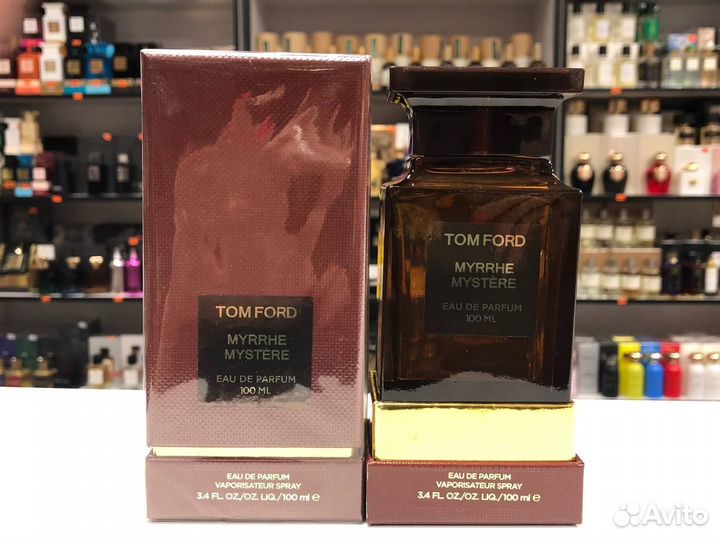 TOM FORD
MYRRHE
MYSTÈRE
EAU DE PARFUM
100 ML
EAU DE PARFUM
VAPORISATEUR SPRAY
3.4 FL. OZ./OZ. LIQ./100 ml e
TOM FORD
MYRRHE
MYSTÈRE
EAU DE PARFUM
100 ML
EAU DE PARFUM
VAPORISATEUR SPRAY
3.4 FL. OZ./OZ. LIQ./100 ml e
Avito